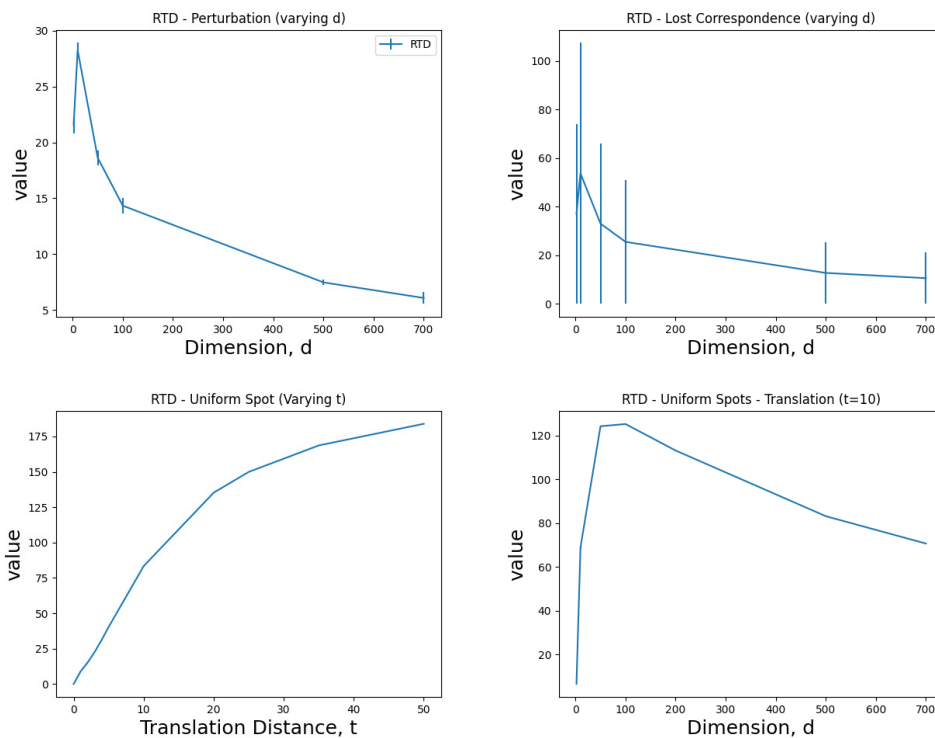 RTD - Perturbation (varying d)
30
25
20
15
10
5
value
RTD
0 100 200 300 400 500 600 700
Dimension, d
RTD - Lost Correspondence (varying d)
100
80
60
40
20
0
value
0 100 200 300 400 500 600 700
Dimension, d
RTD - Uniform Spot (Varying t)
175
150
125
100
75
50
25
0
value
0 10 20 30 40 50
Translation Distance, t
RTD - Uniform Spots - Translation (t=10)
120
100
80
60
40
20
value
0 100 200 300 400 500 600 700
Dimension, d